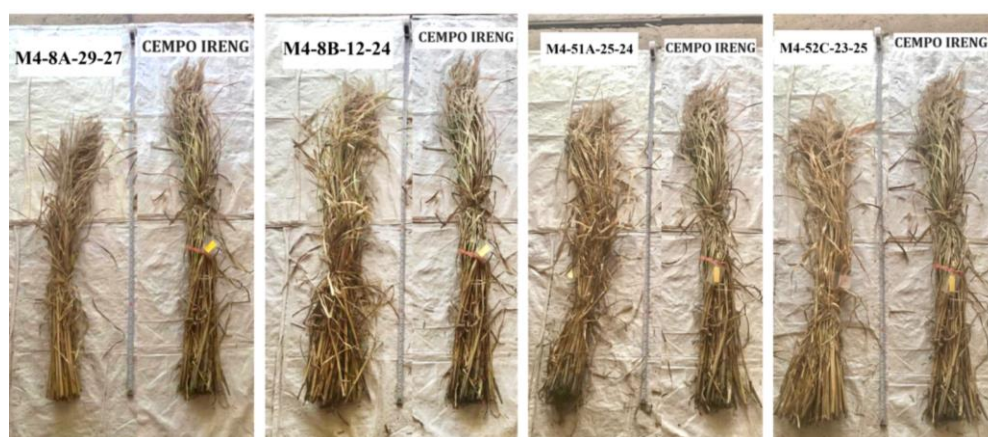 M4-8A-29-27
CEMPO IRENG
M4-8B-12-24
CEMPO IRENG
M4-51A-25-24
CEMPO IRENG
M4-52C-23-25
CEMPO IRENG